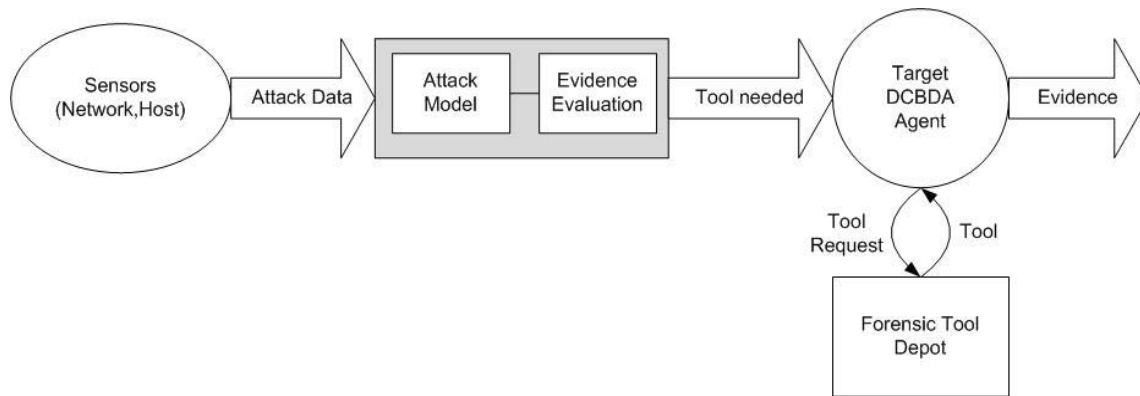 Sensors
(Network,Host)
Attack Data
Attack
Model
Evidence
Evaluation
Tool needed
Target
DCBDA
Agent
Evidence
Tool
Request
Tool
Forensic Tool
Depot